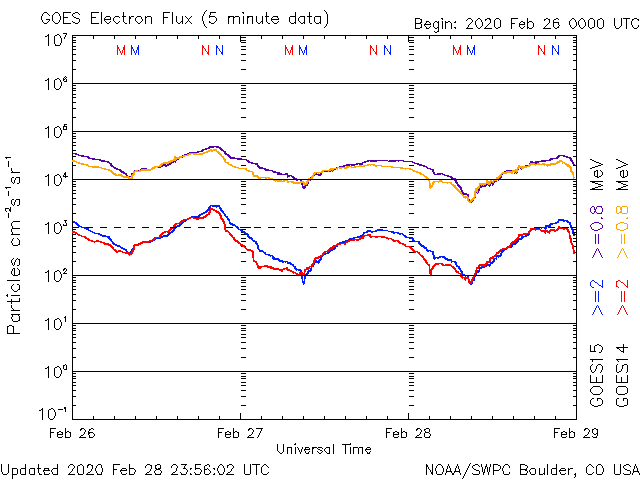 GOES Electron Flux (5 minute data)
Begin: 2020 Feb 26 0000 UTC
M M N N M M N N M M N N
10⁷
10⁶
10⁵
10⁴
10³
10²
10¹
10⁰
10⁻¹
Particles cm⁻²s⁻¹sr⁻¹
Feb 26 Feb 27 Feb 28 Feb 29
Universal Time
GOES15 >=2 >=0.8 MeV
GOES14 >=2 >=0.8 MeV
Updated 2020 Feb 28 23:56:02 UTC
NOAA/SWPC Boulder, CO USA